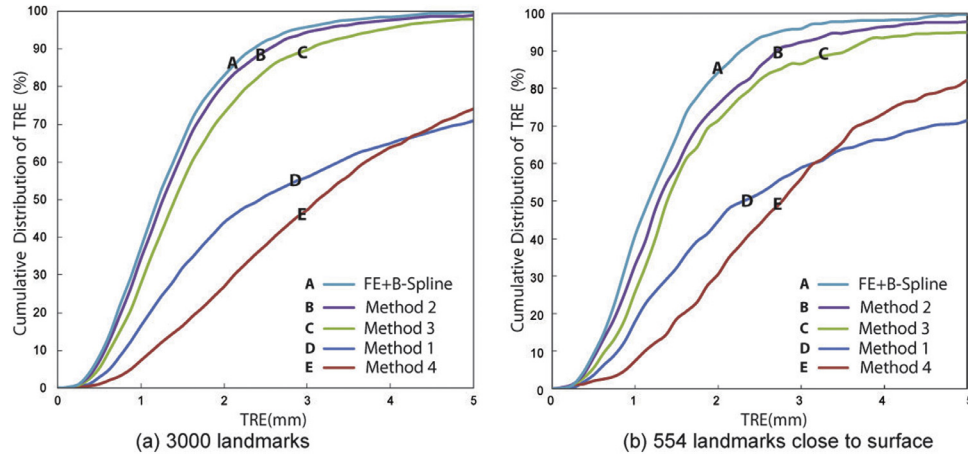 Cumulative Distribution of TRE (%)
100
90
80
70
60
50
40
30
20
10
0
0 1 2 3 4 5
TRE(mm)
A
B
C
D
E
A FE+B-Spline
B Method 2
C Method 3
D Method 1
E Method 4
(a) 3000 landmarks
Cumulative Distribution of TRE (%)
100
90
80
70
60
50
40
30
20
10
0
0 1 2 3 4 5
TRE(mm)
A
B
C
D
E
A FE+B-Spline
B Method 2
C Method 3
D Method 1
E Method 4
(b) 554 landmarks close to surface